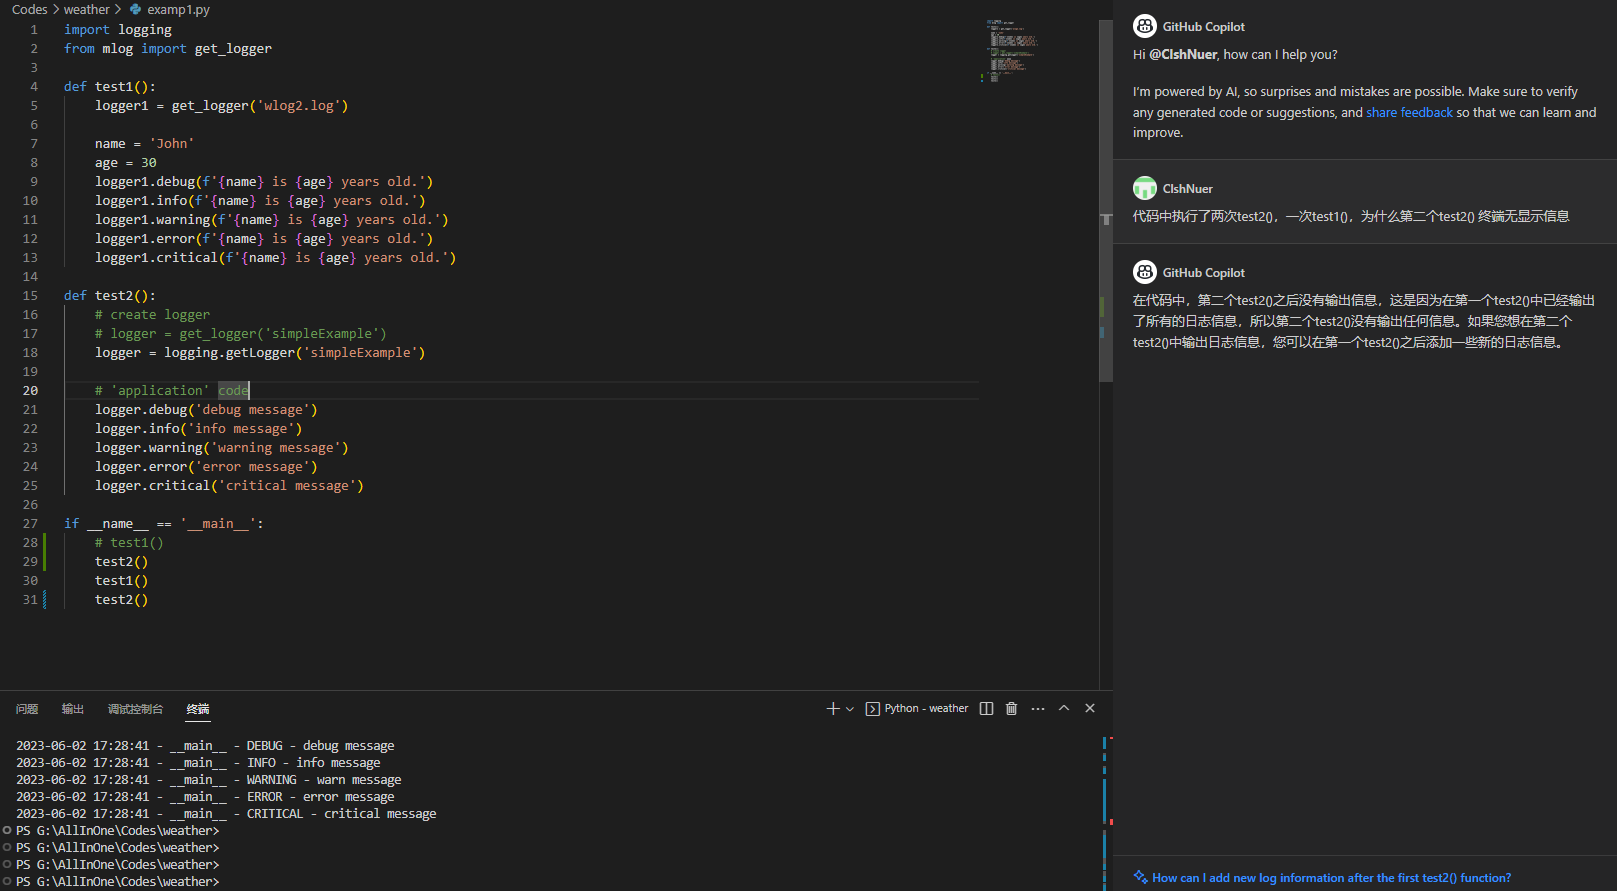 Codes > weather > examp1.py
1 import logging
2 from mlog import get_logger
3
4 def test1():
5 logger1 = get_logger('wlog2.log')
6
7 name = 'John'
8 age = 30
9 logger1.debug(f'{name} is {age} years old.')
10 logger1.info(f'{name} is {age} years old.')
11 logger1.warning(f'{name} is {age} years old.')
12 logger1.error(f'{name} is {age} years old.')
13 logger1.critical(f'{name} is {age} years old.')
14
15 def test2():
16 # create logger
17 # logger = get_logger('simpleExample')
18 logger = logging.getLogger('simpleExample')
19
20 # 'application' code
21 logger.debug('debug message')
22 logger.info('info message')
23 logger.warning('warning message')
24 logger.error('error message')
25 logger.critical('critical message')
26
27 if __name__ == '__main__':
28 # test1()
29 test2()
30 test1()
31 test2()
问题 输出 调试控制台 终端
Python - weather
2023-06-02 17:28:41 - __main__ - DEBUG - debug message
2023-06-02 17:28:41 - __main__ - INFO - info message
2023-06-02 17:28:41 - __main__ - WARNING - warn message
2023-06-02 17:28:41 - __main__ - ERROR - error message
2023-06-02 17:28:41 - __main__ - CRITICAL - critical message
PS G:\AllInOne\Codes\weather>
PS G:\AllInOne\Codes\weather>
PS G:\AllInOne\Codes\weather>
PS G:\AllInOne\Codes\weather>
GitHub Copilot
Hi @ClshNuer, how can I help you?
I'm powered by AI, so surprises and mistakes are possible. Make sure to verify
any generated code or suggestions, and share feedback so that we can learn and
improve.
ClshNuer
代码中执行了两次test2()，一次test1()，为什么第二个test2() 终端无显示信息
GitHub Copilot
在代码中，第二个test2()之后没有输出信息，这是因为在第一个test2()中已经输出
了所有的日志信息，所以第二个test2()没有输出任何信息。如果您想在第二个
test2()中输出日志信息，您可以在第一个test2()之后添加一些新的日志信息。
How can I add new log information after the first test2() function?